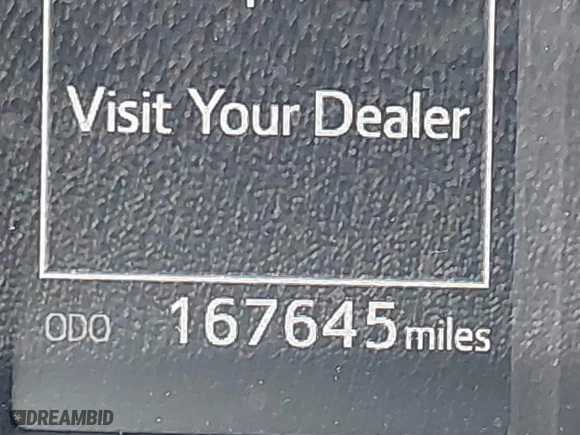 Visit Your Dealer
ODO 167645 miles
DREAMBID